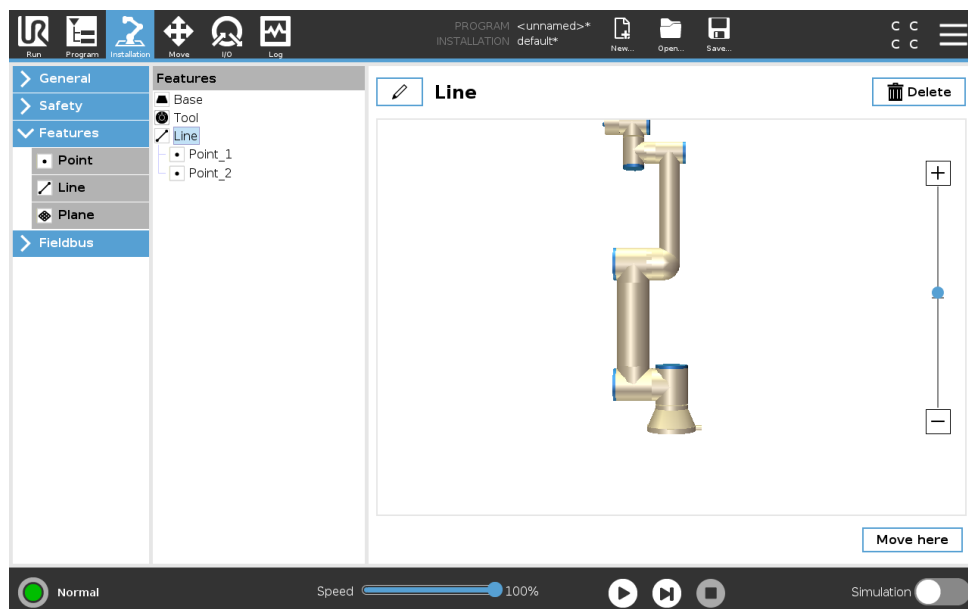 UR
Run
Program
Installation
Move
I/O
Log
PROGRAM <unnamed>*
INSTALLATION default*
New...
Open...
Save...
C C
C C
General
Safety
Features
Point
Line
Plane
Fieldbus
Features
Base
Tool
Line
Point_1
Point_2
Line
Delete
+
−
Move here
Normal
Speed
100%
Simulation